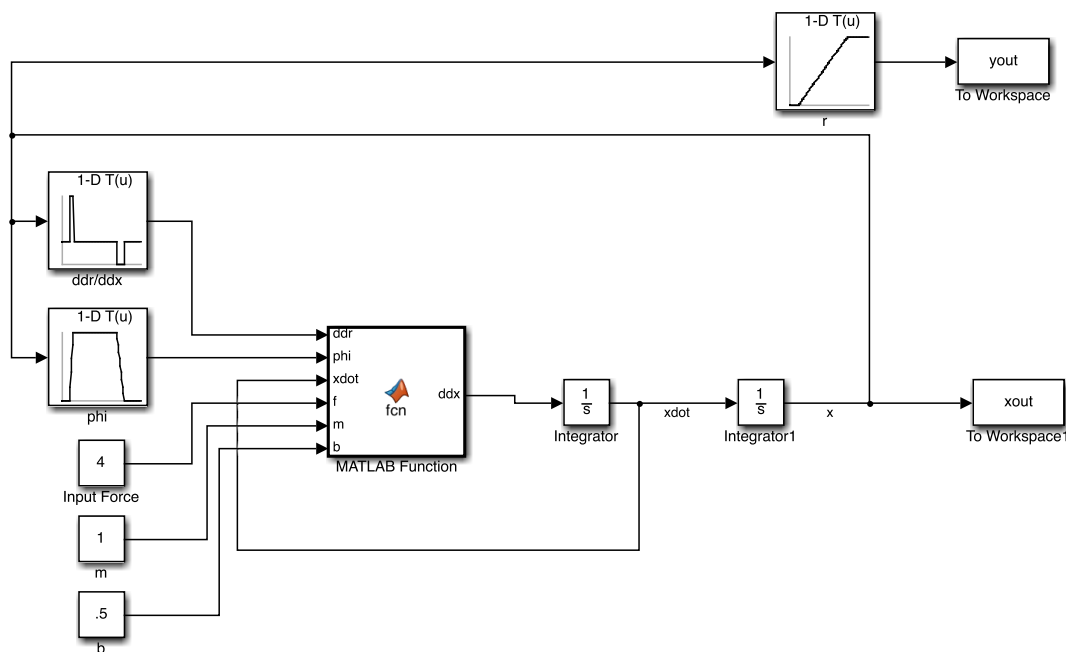 1-D T(u)
r
yout
To Workspace
1-D T(u)
ddr/ddx
1-D T(u)
phi
ddr
phi
xdot
f
m
b
fcn
ddx
MATLAB Function
1
s
Integrator
xdot
1
s
Integrator1
x
xout
To Workspace1
4
Input Force
1
m
.5
b